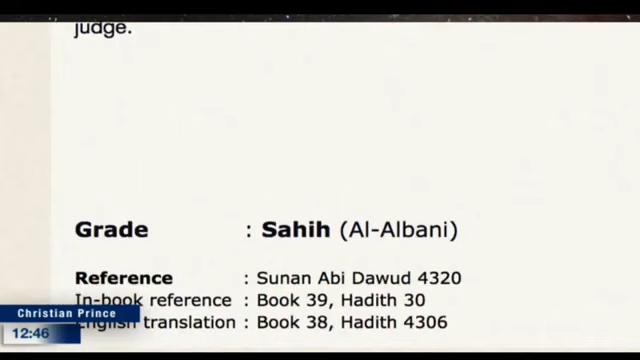 judge.
Grade : Sahih (Al-Albani)
Reference : Sunan Abi Dawud 4320
In-book reference : Book 39, Hadith 30
English translation : Book 38, Hadith 4306
Christian Prince
12:46